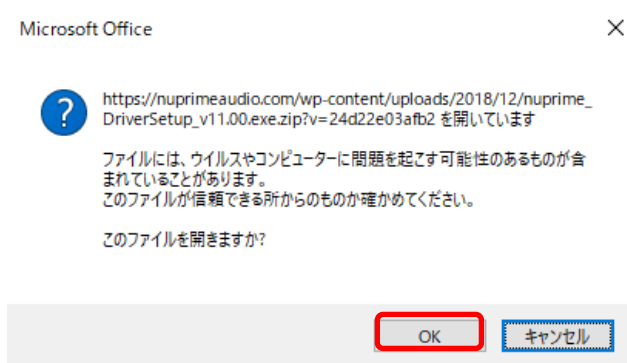 Microsoft Office
https://nuprimeaudio.com/wp-content/uploads/2018/12/nuprime_
DriverSetup_v11.00.exe.zip?v=24d22e03afb2 を開いています
ファイルには、ウイルスやコンピューターに問題を起こす可能性のあるものが含
まれていることがあります。
このファイルが信頼できる所からのものか確かめてください。
このファイルを開きますか?
OK
キャンセル